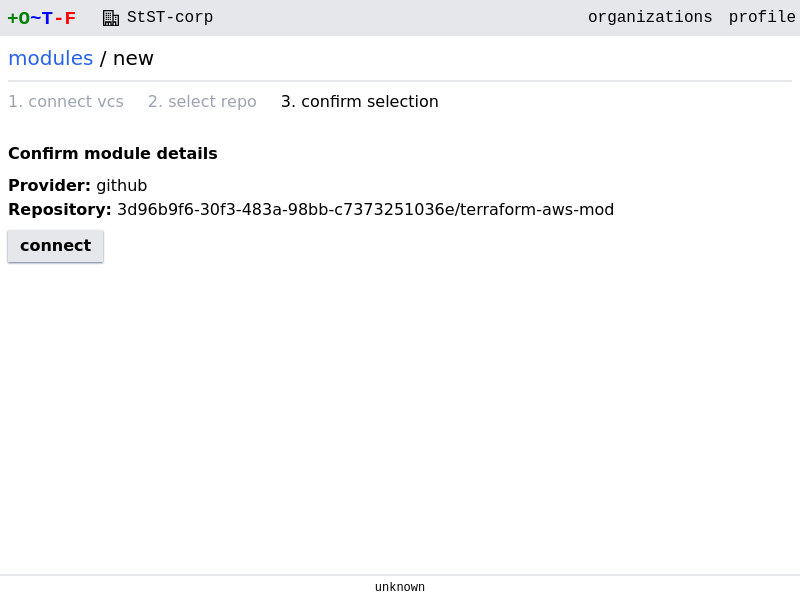 +O~T-F StST-corp organizations profile
modules / new
1. connect vcs 2. select repo 3. confirm selection
Confirm module details
Provider: github
Repository: 3d96b9f6-30f3-483a-98bb-c7373251036e/terraform-aws-mod
connect
unknown